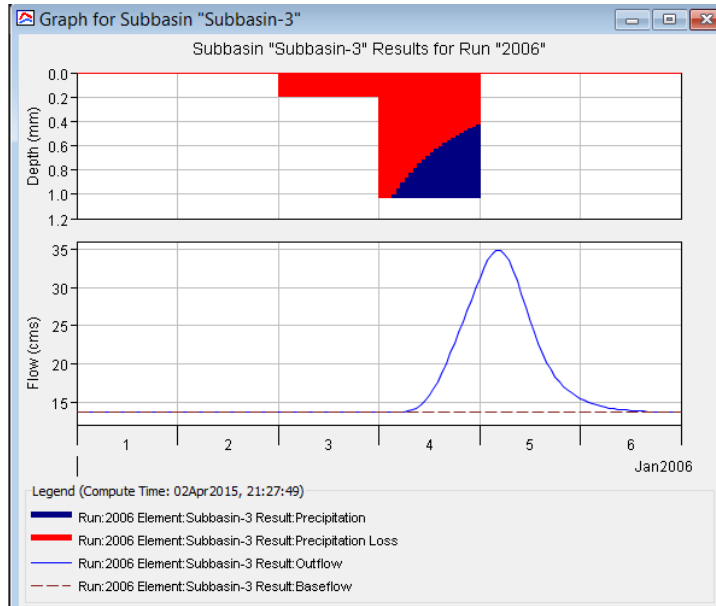 Graph for Subbasin "Subbasin-3"
Subbasin "Subbasin-3" Results for Run "2006"
Depth (mm)
0.0
0.2
0.4
0.6
0.8
1.0
1.2
Flow (cms)
35
30
25
20
15
1 2 3 4 5 6
Jan2006
Legend (Compute Time: 02Apr2015, 21:27:49)
Run:2006 Element:Subbasin-3 Result:Precipitation
Run:2006 Element:Subbasin-3 Result:Precipitation Loss
Run:2006 Element:Subbasin-3 Result:Outflow
Run:2006 Element:Subbasin-3 Result:Baseflow